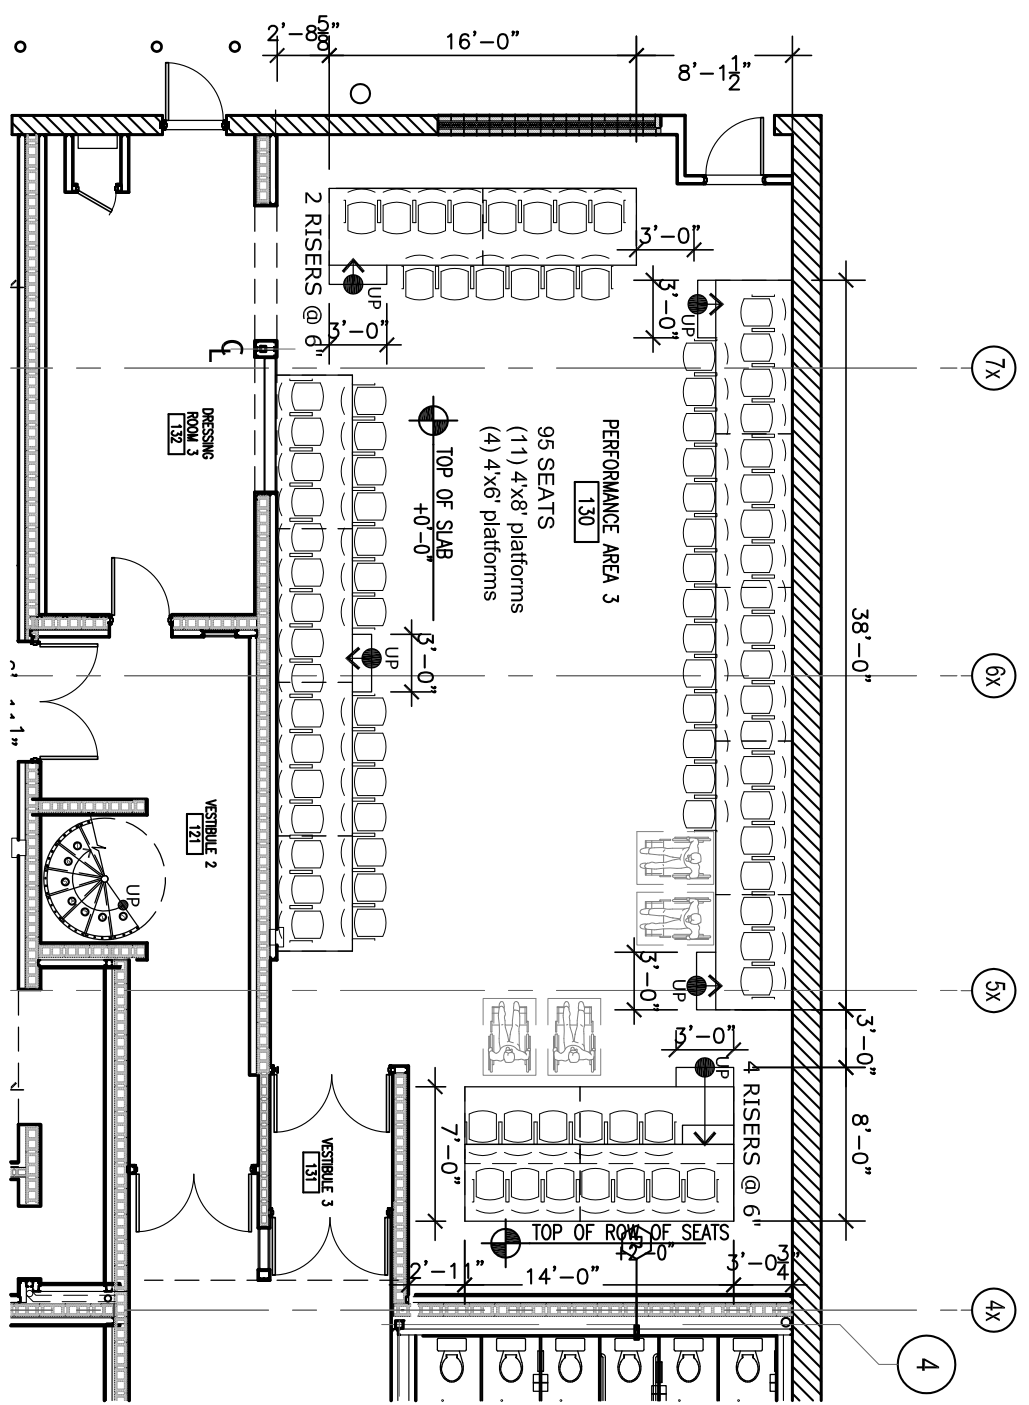 2'-8 5/8"
16'-0"
8'-1 1/2"
2 RISERS @ 6"
3'-0"
UP
3'-0"
3'-0"
UP
CL
7x
DRESSING
ROOM 3
132
TOP OF SLAB
+0'-0"
95 SEATS
(11) 4'x8' platforms
(4) 4'x6' platforms
PERFORMANCE AREA 3
130
38'-0"
UP
3'-0"
6x
VESTIBULE 2
121
UP
3'-0"
UP
5x
3'-0"
3'-0"
UP
4 RISERS @ 6"
8'-0"
7'-0"
VESTIBULE 3
131
TOP OF ROW OF SEATS
+2'-0"
2'-11"
14'-0"
3'-0 3/4"
4x
4